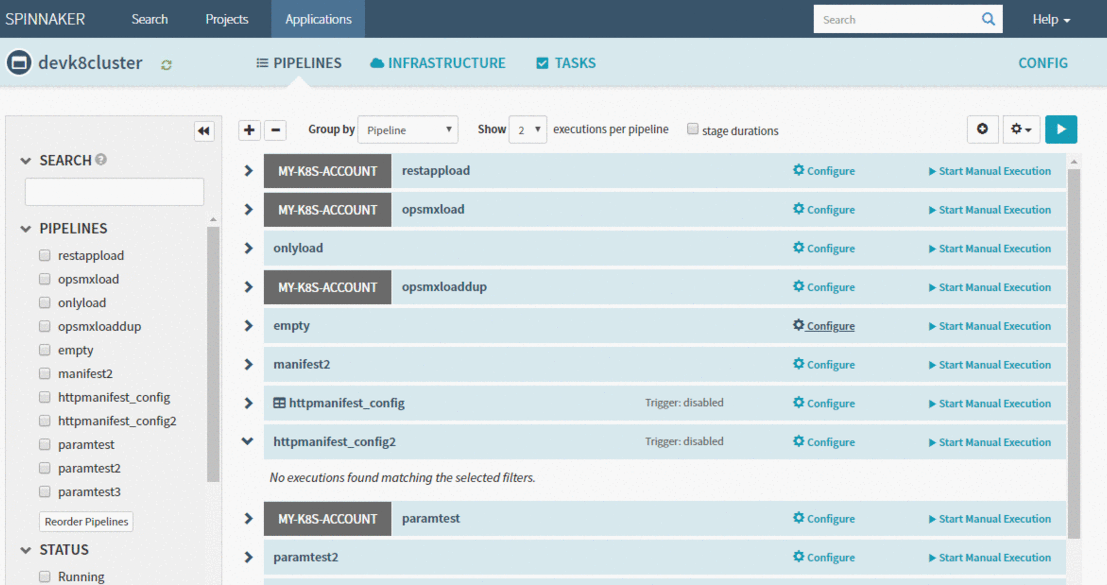 SPINNAKER Search Projects Applications Search Help
devk8cluster PIPELINES INFRASTRUCTURE TASKS CONFIG
SEARCH ?
PIPELINES
restappload
opsmxload
onlyload
opsmxloaddup
empty
manifest2
httpmanifest_config
httpmanifest_config2
paramtest
paramtest2
paramtest3
Reorder Pipelines
STATUS
Running
Group by Pipeline Show 2 executions per pipeline stage durations
MY-K8S-ACCOUNT restappload Configure Start Manual Execution
MY-K8S-ACCOUNT opsmxload Configure Start Manual Execution
onlyload Configure Start Manual Execution
MY-K8S-ACCOUNT opsmxloaddup Configure Start Manual Execution
empty Configure Start Manual Execution
manifest2 Configure Start Manual Execution
httpmanifest_config Trigger: disabled Configure Start Manual Execution
httpmanifest_config2 Trigger: disabled Configure Start Manual Execution
No executions found matching the selected filters.
MY-K8S-ACCOUNT paramtest Configure Start Manual Execution
paramtest2 Configure Start Manual Execution